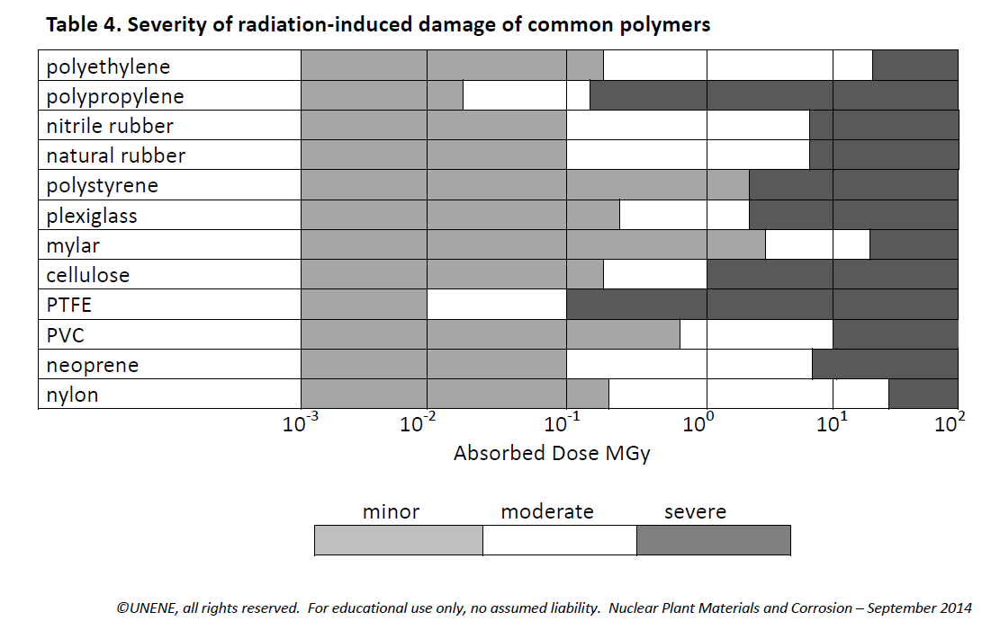 Table 4. Severity of radiation-induced damage of common polymers
polyethylene
polypropylene
nitrile rubber
natural rubber
polystyrene
plexiglass
mylar
cellulose
PTFE
PVC
neoprene
nylon
10⁻³ 10⁻² 10⁻¹ 10⁰ 10¹ 10²
Absorbed Dose MGy
minor moderate severe
©UNENE, all rights reserved. For educational use only, no assumed liability. Nuclear Plant Materials and Corrosion – September 2014